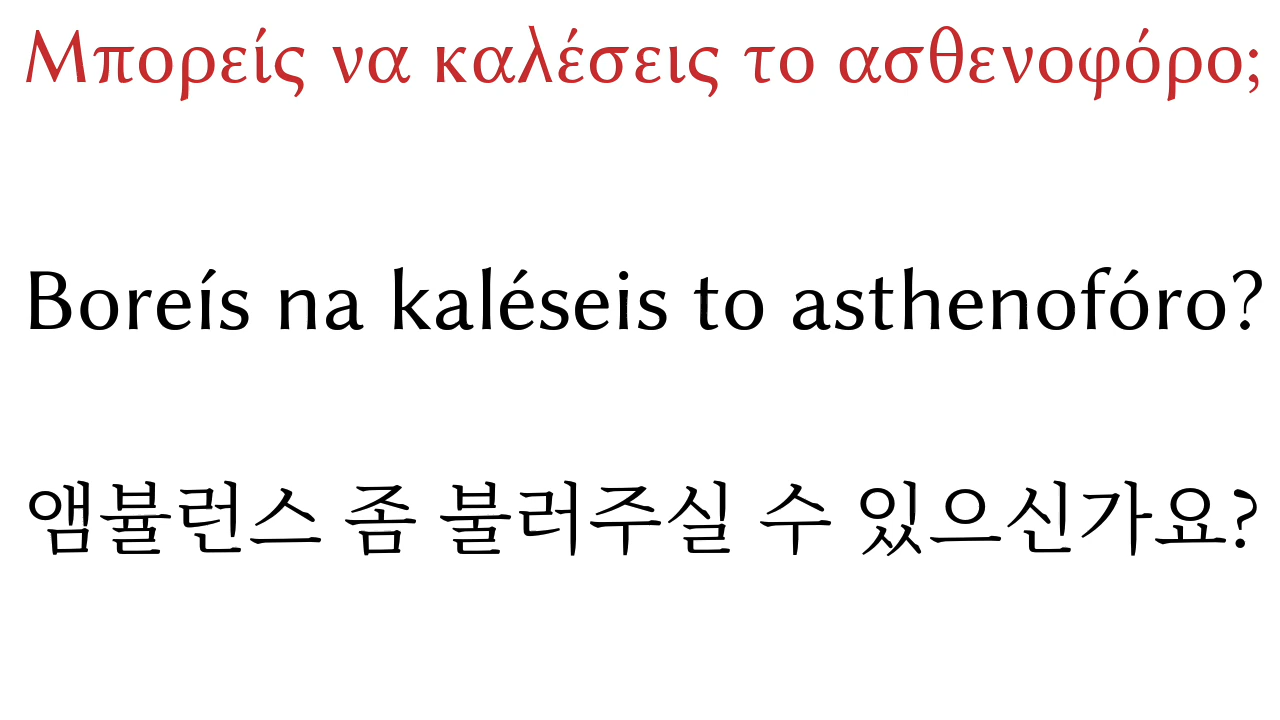 Μπορείς να καλέσεις το ασθενοφόρο;
Boreís na kaléseis to asthenofóro?
앰뷸런스 좀 불러주실 수 있으신가요?